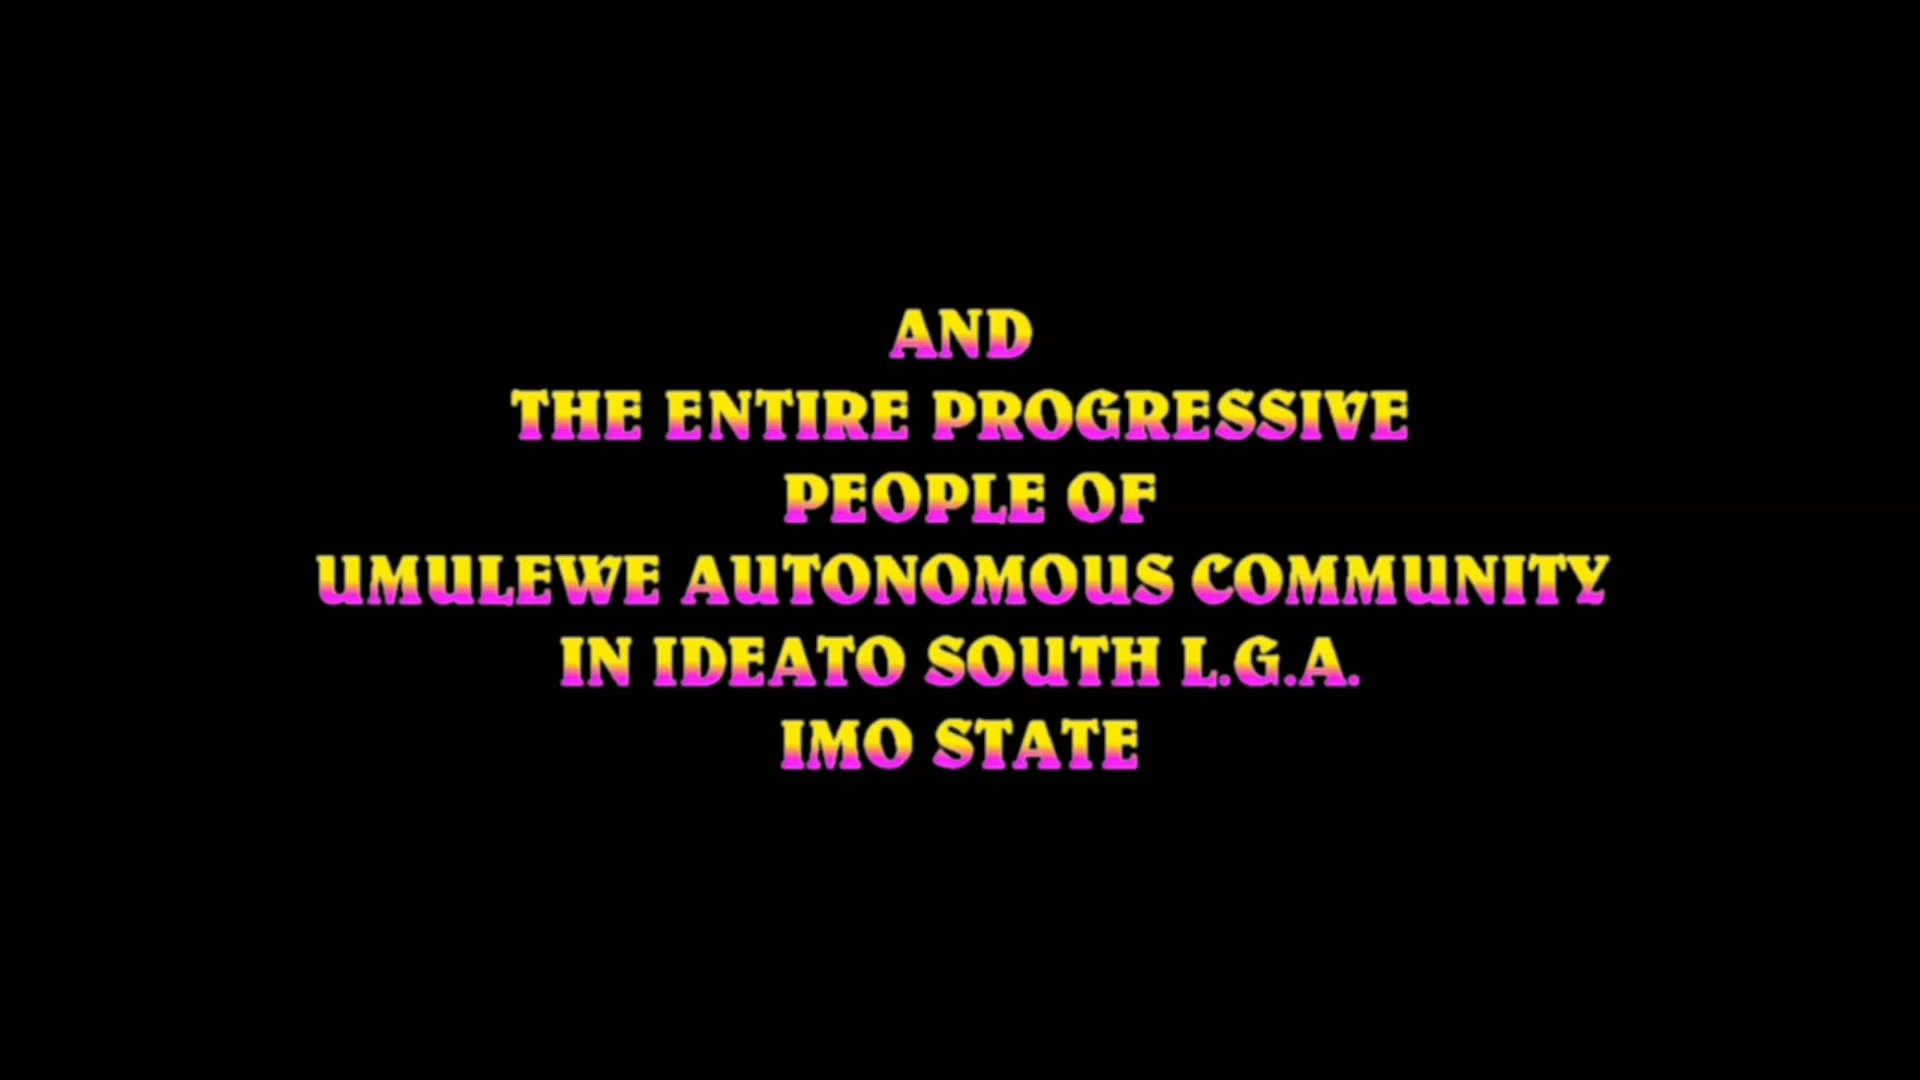 AND
THE ENTIRE PROGRESSIVE
PEOPLE OF
UMULEWE AUTONOMOUS COMMUNITY
IN IDEATO SOUTH L.G.A.
IMO STATE